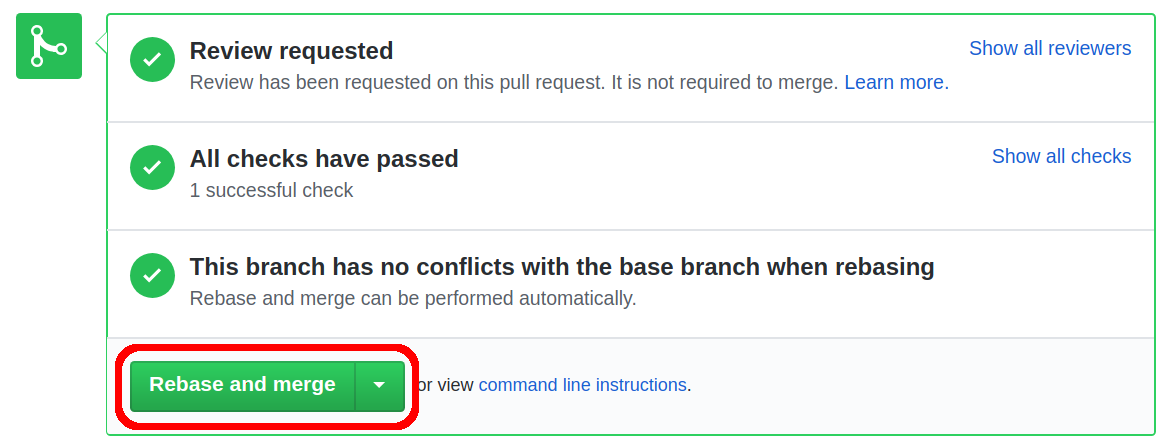 Review requested
Show all reviewers
Review has been requested on this pull request. It is not required to merge. Learn more.
All checks have passed
Show all checks
1 successful check
This branch has no conflicts with the base branch when rebasing
Rebase and merge can be performed automatically.
Rebase and merge or view command line instructions.